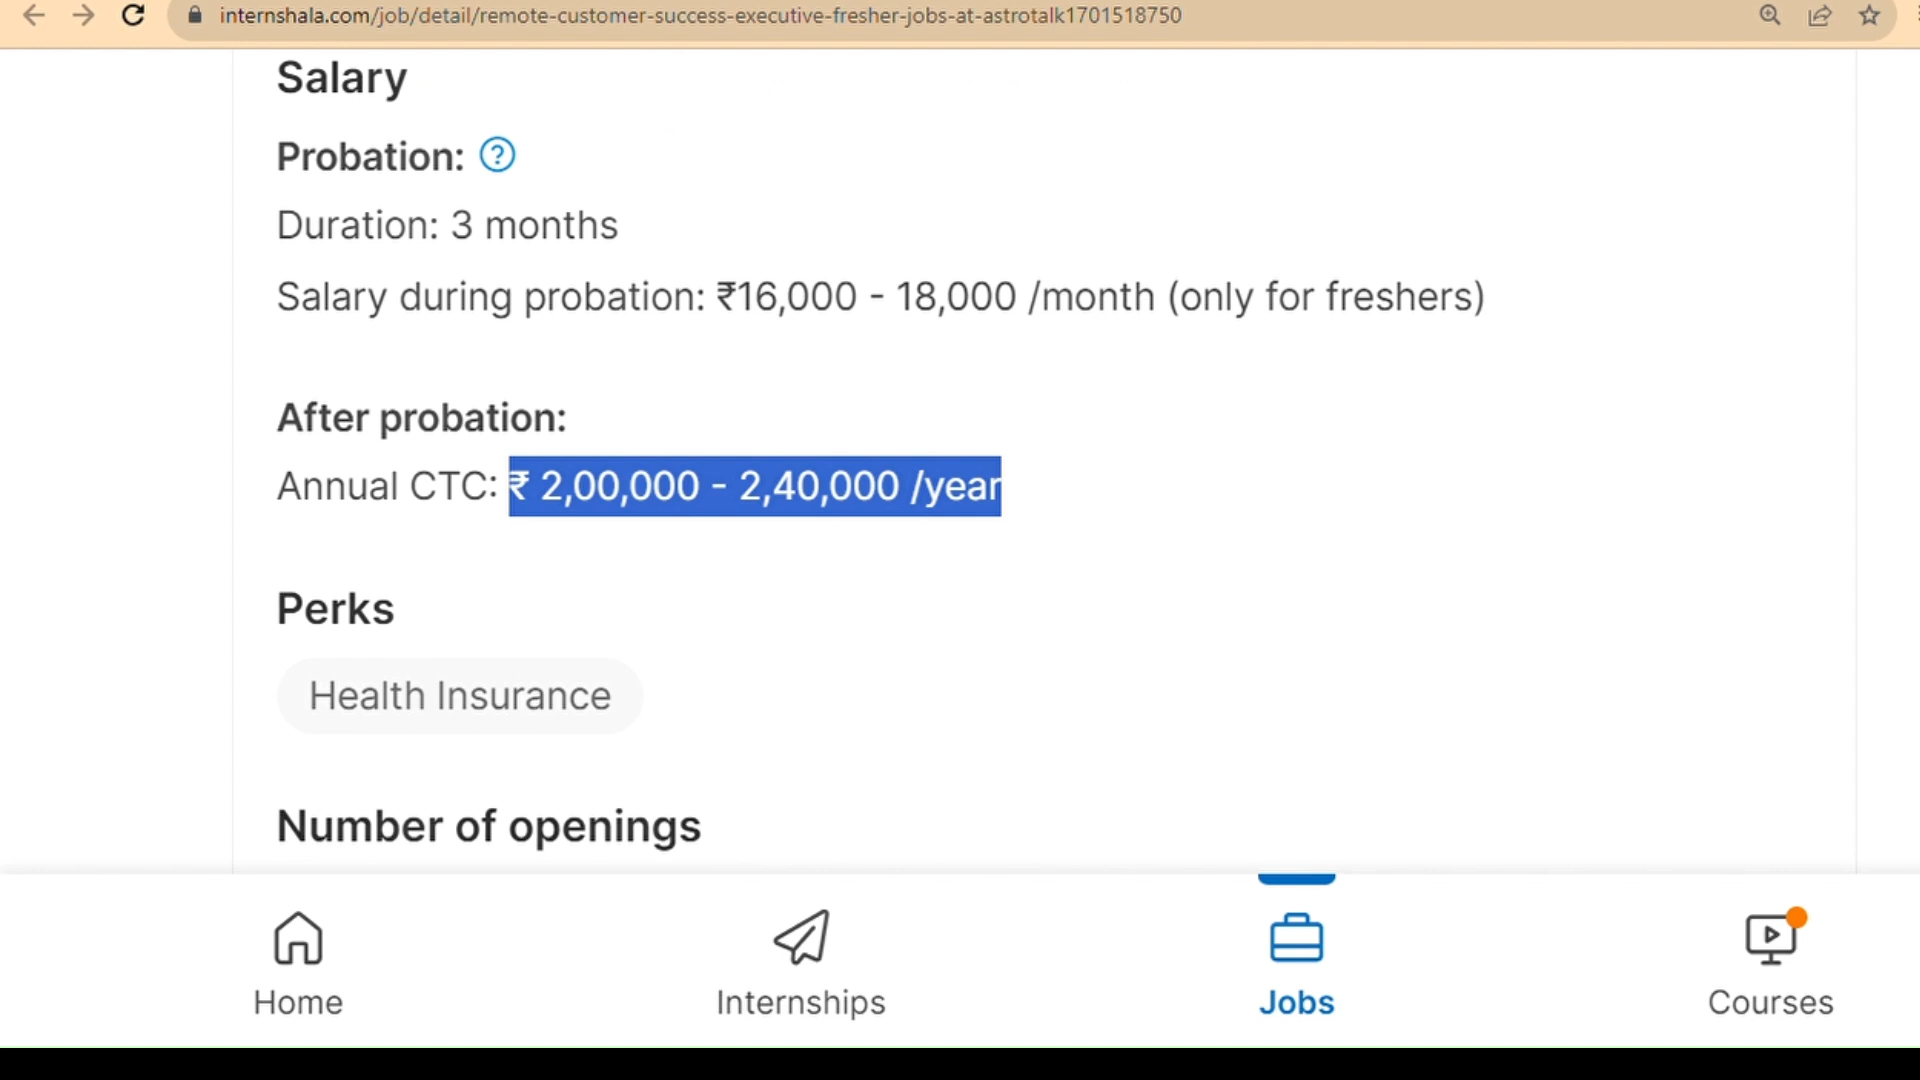 internshala.com/job/detail/remote-customer-success-executive-fresher-jobs-at-astrotalk1701518750
Salary
Probation: ?
Duration: 3 months
Salary during probation: ₹16,000 - 18,000 /month (only for freshers)
After probation:
Annual CTC: ₹ 2,00,000 - 2,40,000 /year
Perks
Health Insurance
Number of openings
Home Internships Jobs Courses